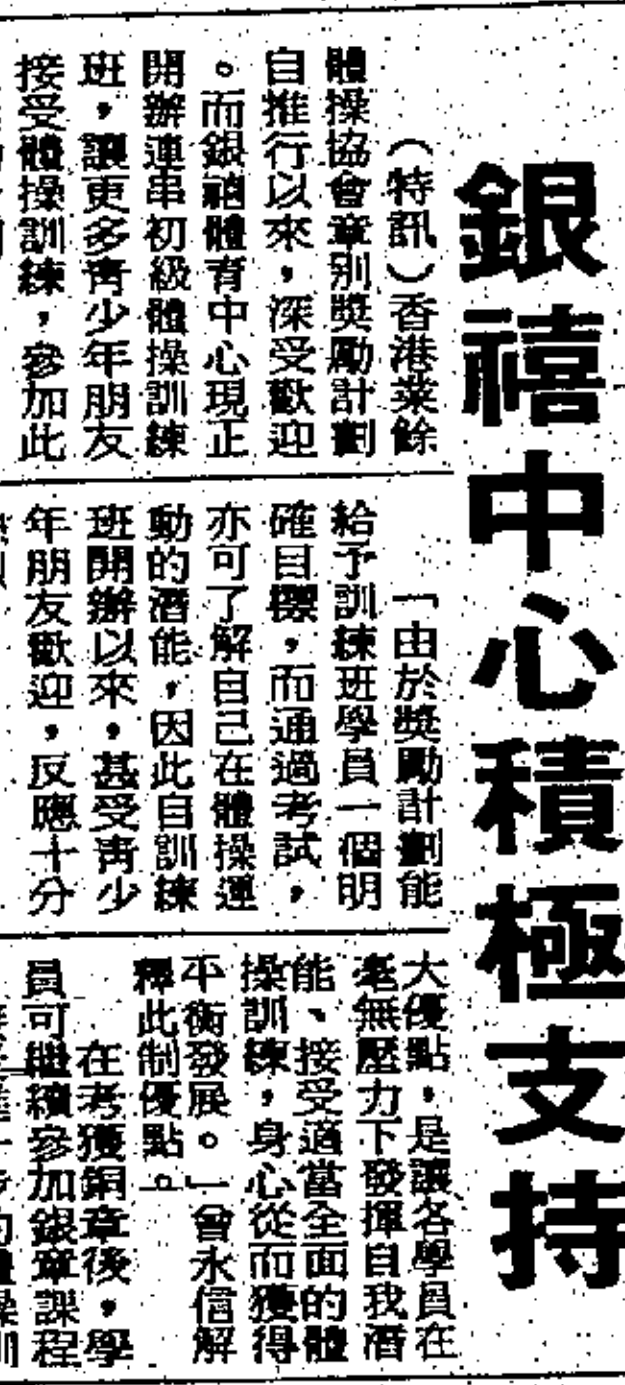 銀禧中心積極支持
（特訊）香港業餘
體操協會章別獎勵計劃
自推行以來，深受歡迎
。而銀禧體育中心現正
開辦連串初級體操訓練
班，讓更多青少年朋友
接受體操訓練，參加此
「由於獎勵計劃能
給予訓練班學員一個明
確目標，而通過考試，
亦可了解自己在體操運
動的潛能，因此自訓練
班開辦以來，甚受青少
年朋友歡迎，反應十分
大優點，是讓各學員在
毫無壓力下發揮自我潛
能、接受適當全面的體
操訓練，身心從而獲得
平衡發展。」曾永信解
釋此制優點。
在考獲銅章後，學
員可繼續參加銀章課程